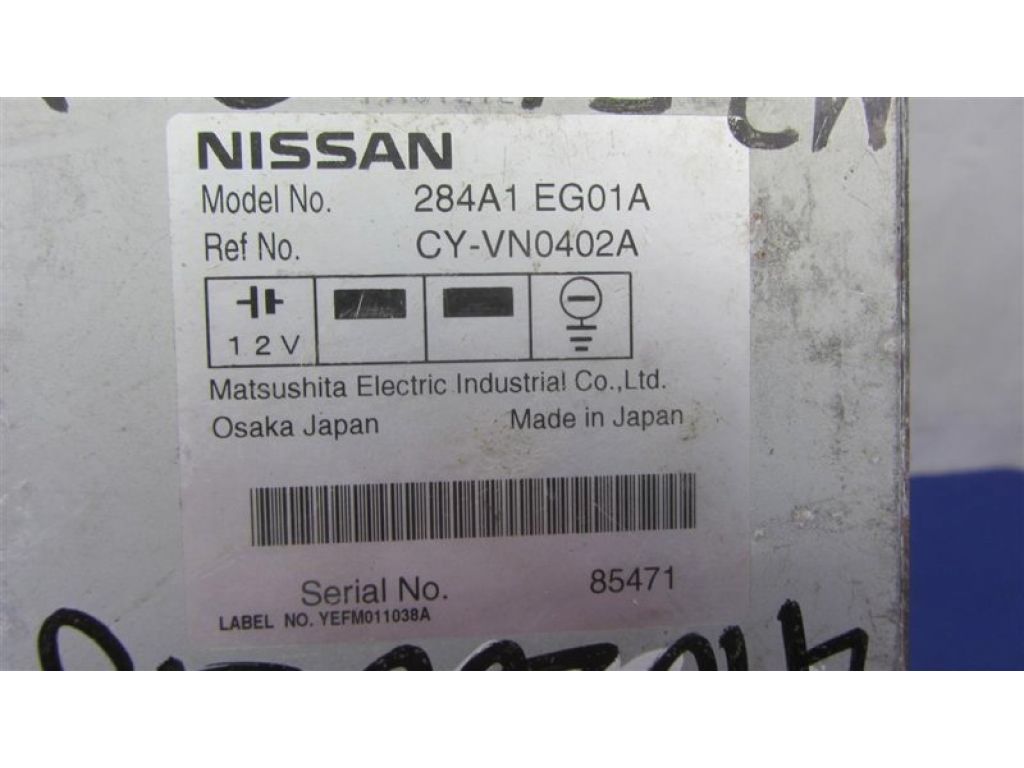 NISSAN
Model No. 284A1 EG01A
Ref No. CY-VN0402A
12V
Matsushita Electric Industrial Co.,Ltd.
Osaka Japan Made in Japan
Serial No. 85471
LABEL NO. YEFM011038A